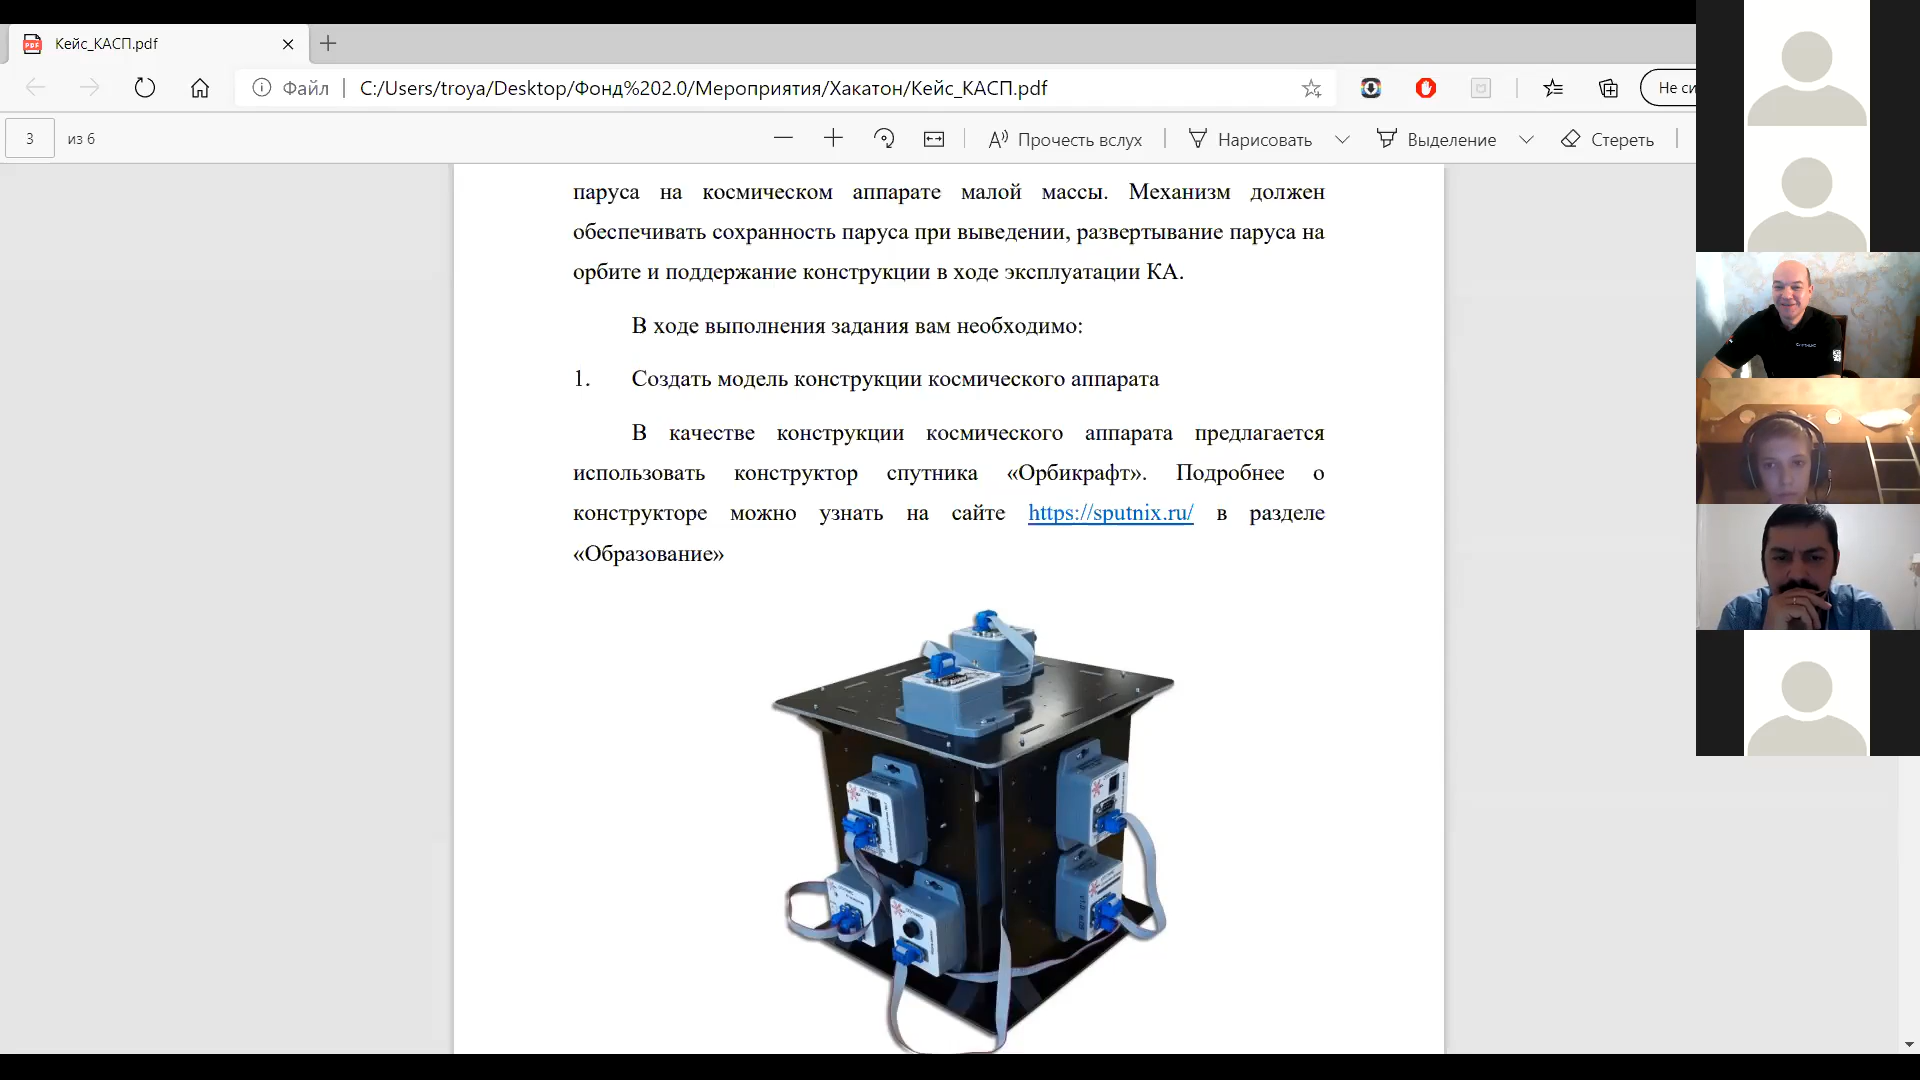 Кейс_КАСП.pdf
Файл
C:/Users/troya/Desktop/Фонд%202.0/Мероприятия/Хакатон/Кейс_КАСП.pdf
Не си
3 из 6
Прочесть вслух
Нарисовать
Выделение
Стереть
паруса на космическом аппарате малой массы. Механизм должен
обеспечивать сохранность паруса при выведении, развертывание паруса на
орбите и поддержание конструкции в ходе эксплуатации КА.
В ходе выполнения задания вам необходимо:
1. Создать модель конструкции космического аппарата
В качестве конструкции космического аппарата предлагается
использовать конструктор спутника «Орбикрафт». Подробнее о
конструкторе можно узнать на сайте https://sputnix.ru/ в разделе
«Образование»